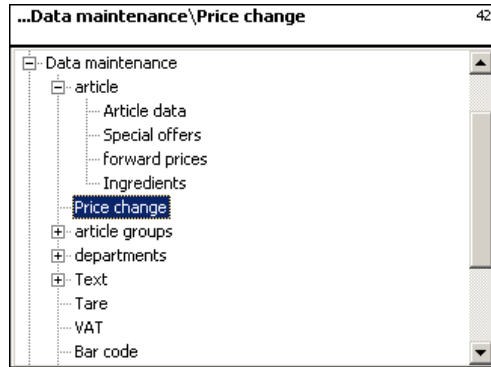 ...Data maintenance\Price change 42
Data maintenance
article
Article data
Special offers
forward prices
Ingredients
Price change
article groups
departments
Text
Tare
VAT
Bar code